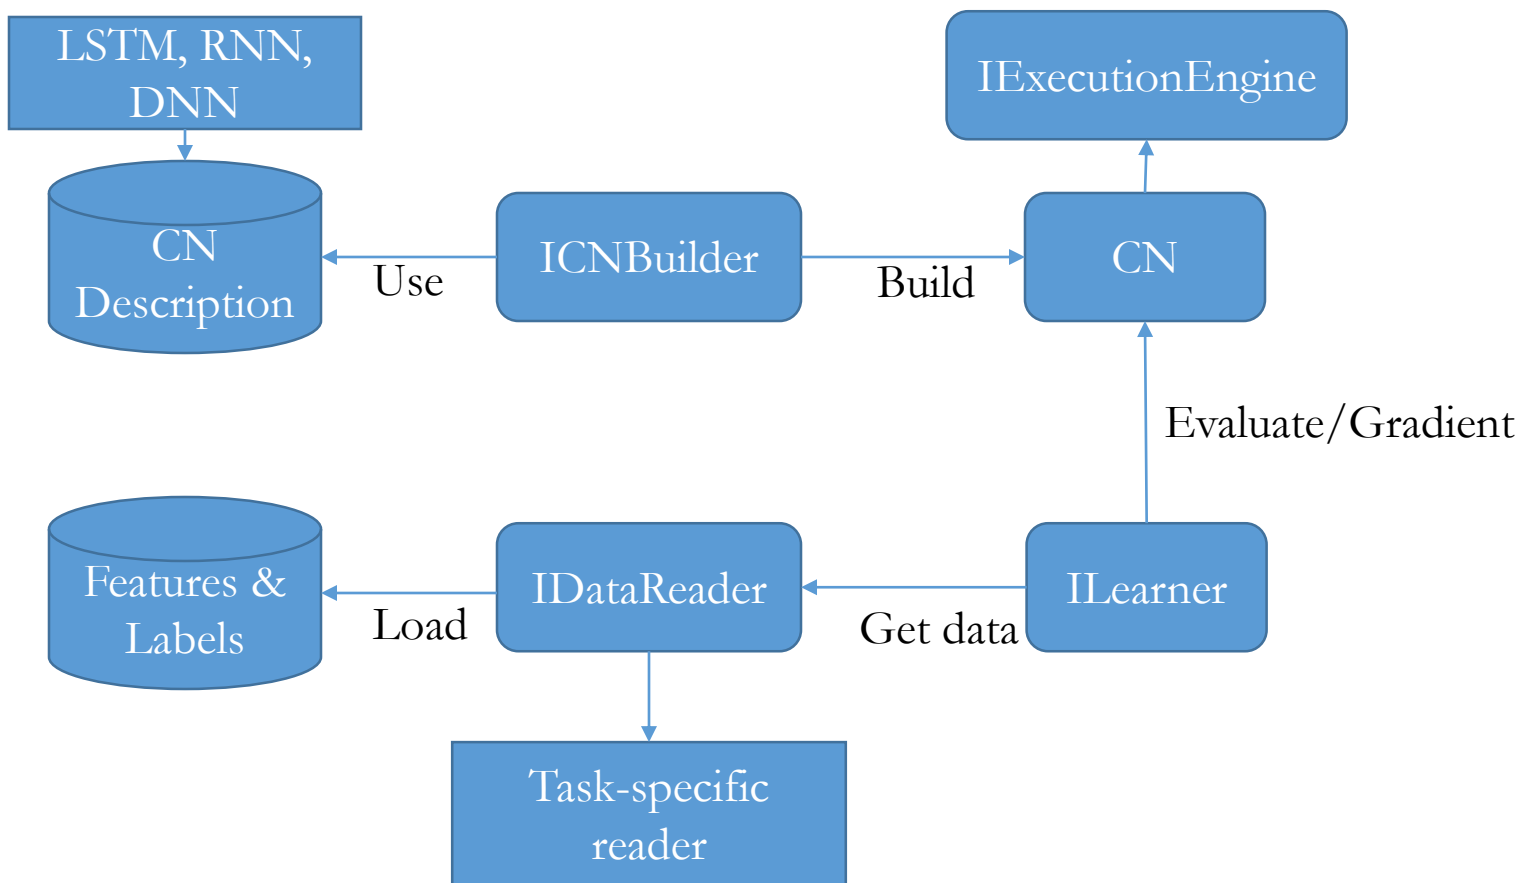 LSTM, RNN,
DNN
IExecutionEngine
CN
Description
Use
ICNBuilder
Build
CN
Evaluate/Gradient
Features &
Labels
Load
IDataReader
Get data
ILearner
Task-specific
reader